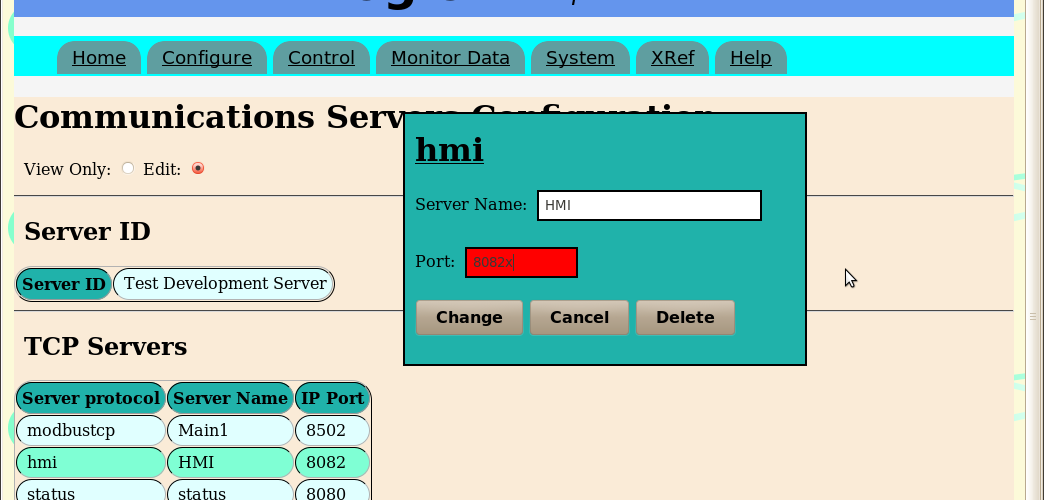 Home Configure Control Monitor Data System XRef Help
Communications Servers Configuration
View Only: Edit:
hmi
Server Name: HMI
Port: 8082x
Change Cancel Delete
Server ID
Server ID Test Development Server
TCP Servers
Server protocol Server Name IP Port
modbustcp Main1 8502
hmi HMI 8082
status status 8080